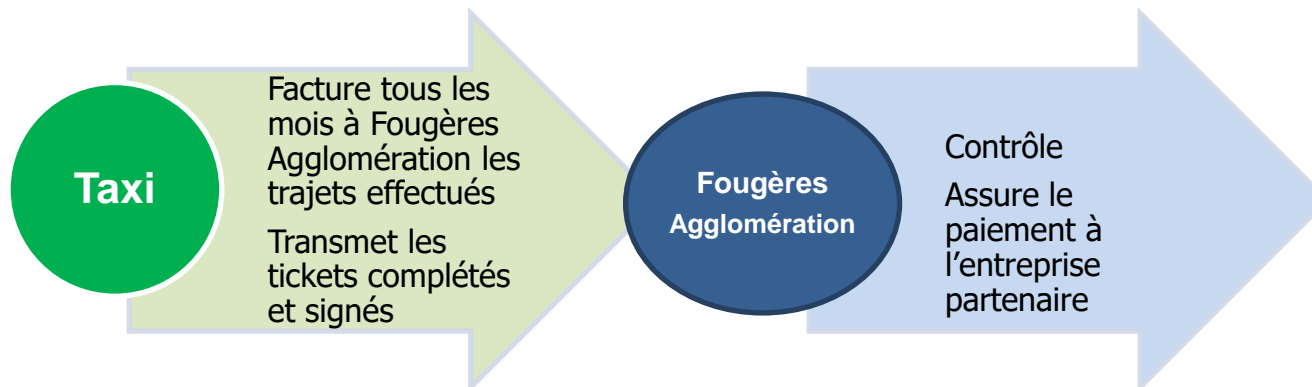 Taxi
Facture tous les
mois à Fougères
Agglomération les
trajets effectués
Transmet les
tickets complétés
et signés
Fougères
Agglomération
Contrôle
Assure le
paiement à
l’entreprise
partenaire